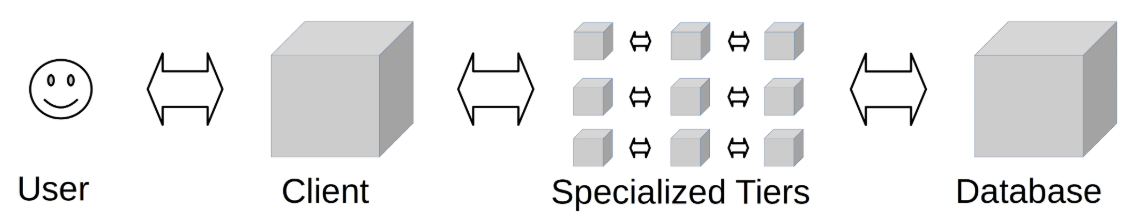 User
Client
Specialized Tiers
Database